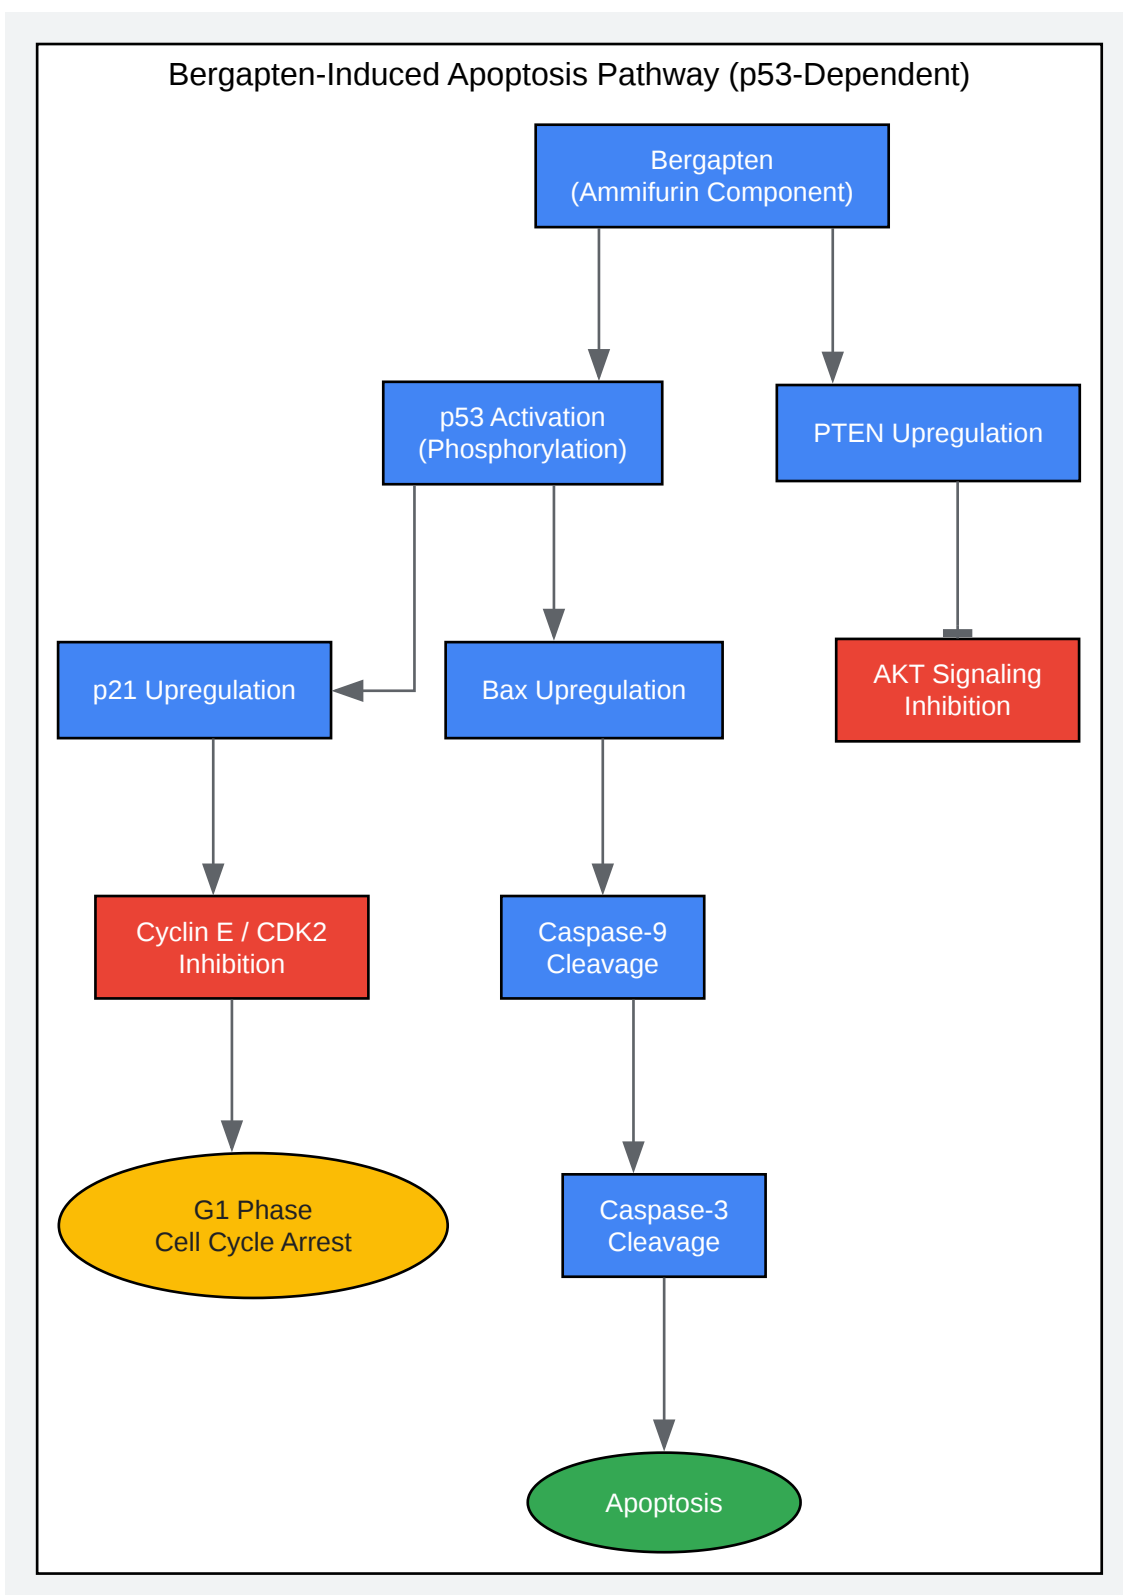 Bergapten-Induced Apoptosis Pathway (p53-Dependent)
Bergapten
(Ammifurin Component)
p53 Activation
(Phosphorylation)
PTEN Upregulation
p21 Upregulation
Bax Upregulation
AKT Signaling
Inhibition
Cyclin E / CDK2
Inhibition
Caspase-9
Cleavage
G1 Phase
Cell Cycle Arrest
Caspase-3
Cleavage
Apoptosis